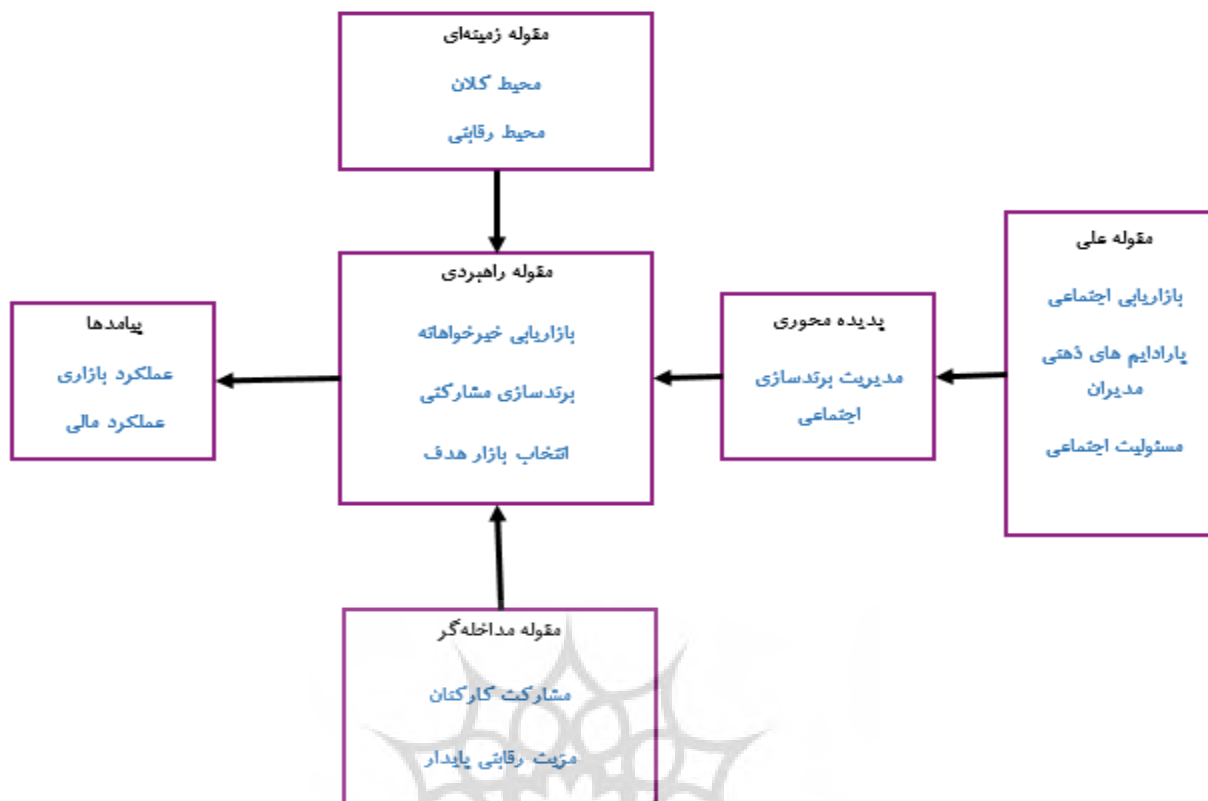 مقوله زمینه‌ای
محیط کلان
محیط رقابتی
مقوله علی
بازاریابی اجتماعی
پارادایم های ذهنی
مدیران
مسئولیت اجتماعی
پدیده محوری
مدیریت برندسازی
اجتماعی
مقوله راهبردی
بازاریابی خیرخواهانه
برندسازی مشارکتی
انتخاب بازار هدف
پیامدها
عملکرد بازاری
عملکرد مالی
مقوله مداخله‌گر
مشارکت کارکنان
مزیت رقابتی پایدار